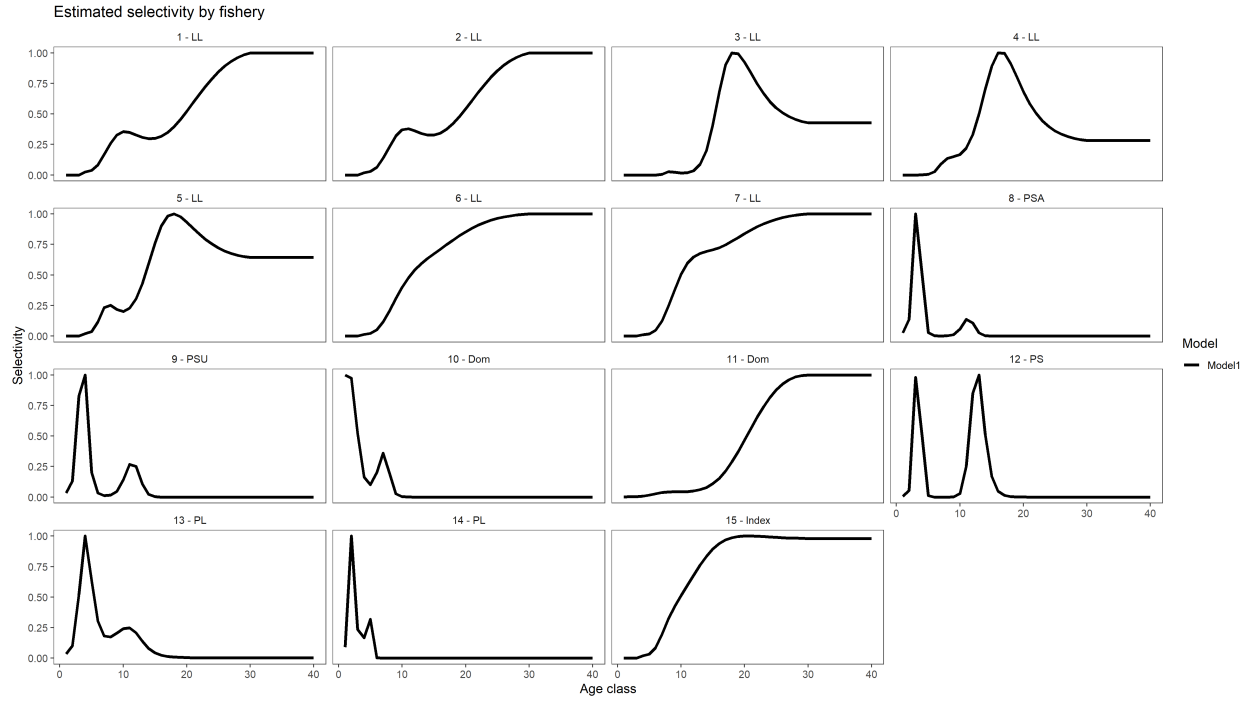 Estimated selectivity by fishery
1 - LL
2 - LL
3 - LL
4 - LL
1.00
0.75
0.50
0.25
0.00
5 - LL
6 - LL
7 - LL
8 - PSA
1.00
0.75
0.50
0.25
0.00
Selectivity
Model
Model1
9 - PSU
10 - Dom
11 - Dom
12 - PS
1.00
0.75
0.50
0.25
0.00
0 10 20 30 40
13 - PL
14 - PL
15 - Index
1.00
0.75
0.50
0.25
0.00
0 10 20 30 40
0 10 20 30 40
0 10 20 30 40
Age class